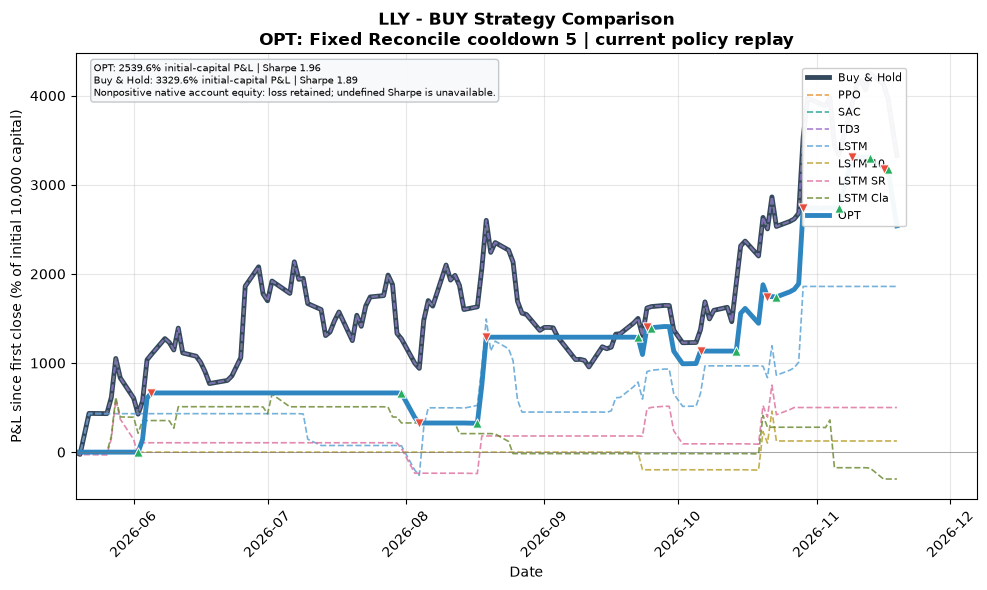 LLY - BUY Strategy Comparison
OPT: Fixed Reconcile cooldown 5 | current policy replay
OPT: 2539.6% initial-capital P&L | Sharpe 1.96
Buy & Hold: 3329.6% initial-capital P&L | Sharpe 1.89
Nonpositive native account equity: loss retained; undefined Sharpe is unavailable.
Buy & Hold
PPO
SAC
TD3
LSTM
LSTM 10
LSTM SR
LSTM Cla
OPT
P&L since first close (% of initial 10,000 capital)
4000
3000
2000
1000
0
2026-06
2026-07
2026-08
2026-09
2026-10
2026-11
2026-12
Date